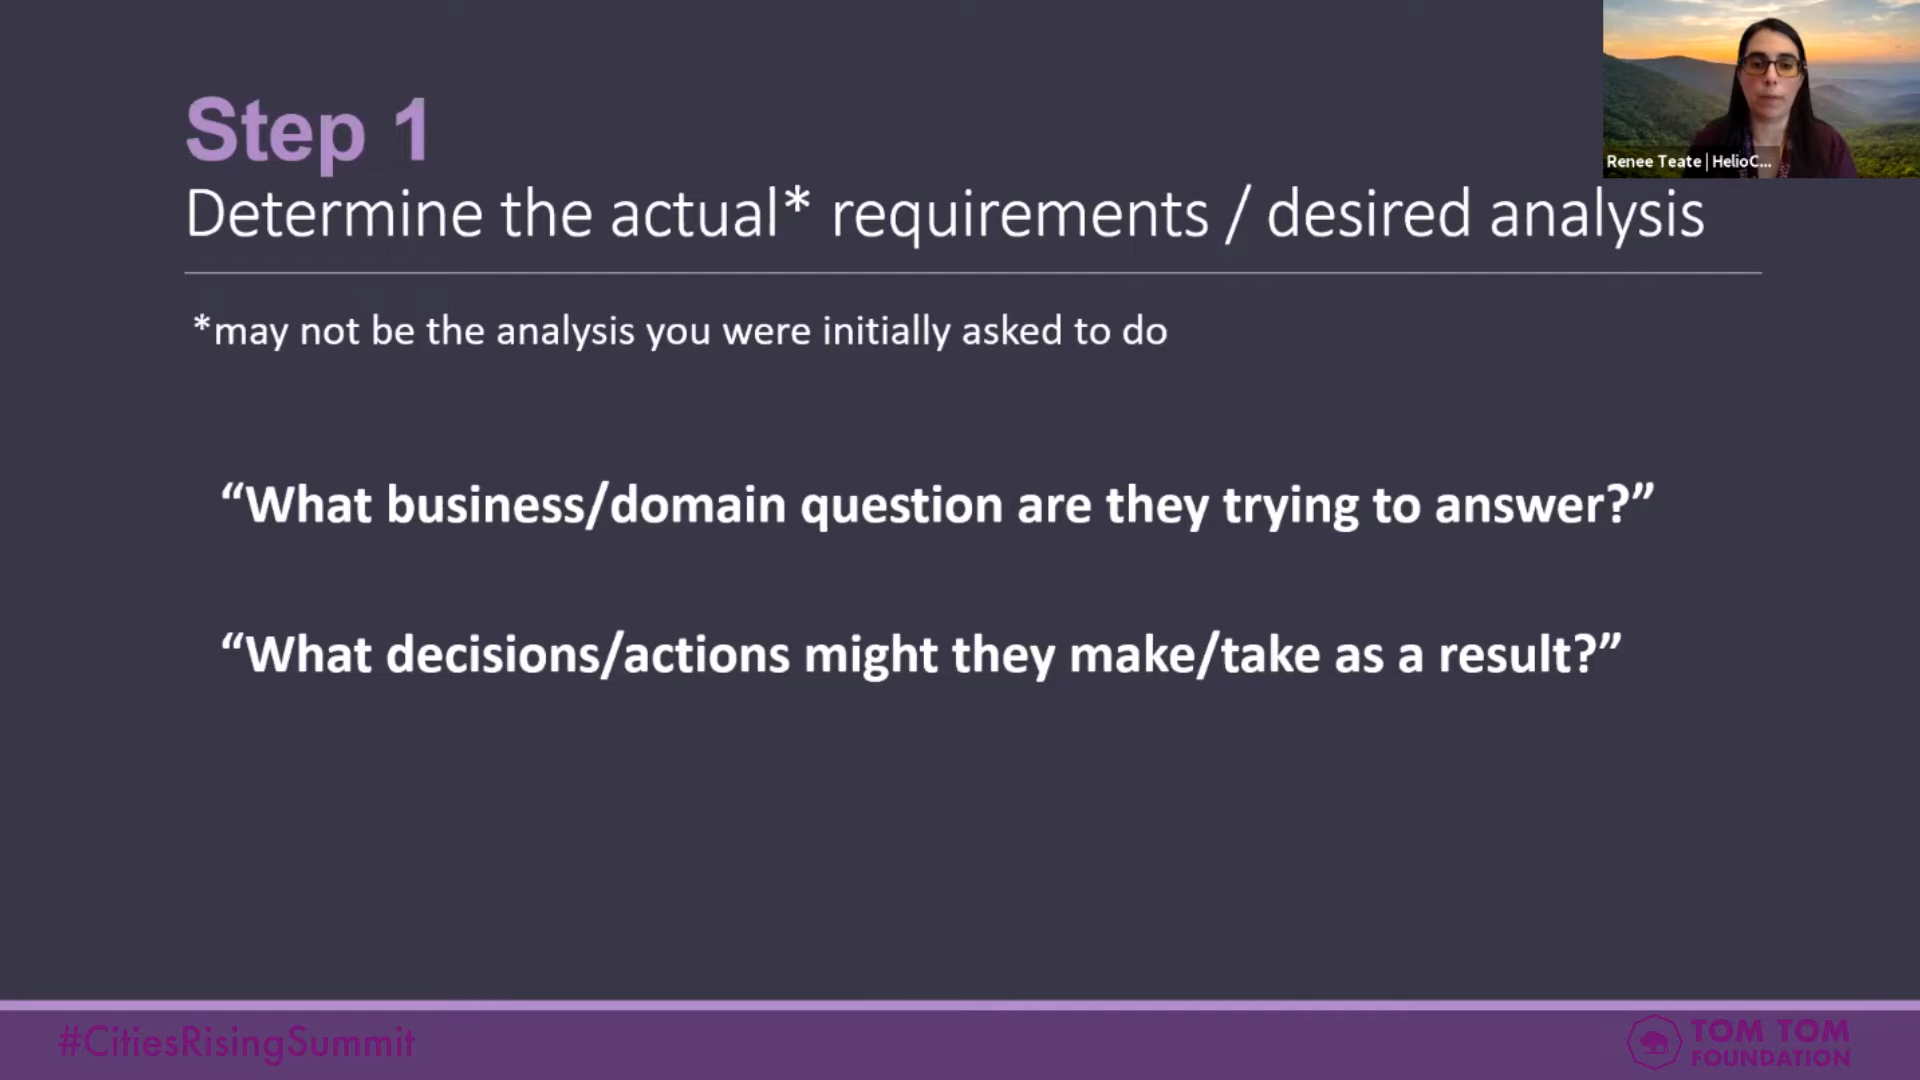 Step 1
Determine the actual* requirements / desired analysis
*may not be the analysis you were initially asked to do
“What business/domain question are they trying to answer?”
“What decisions/actions might they make/take as a result?”
Renee Teate | HelioC...
#CitiesRisingSummit
TOM TOM
FOUNDATION